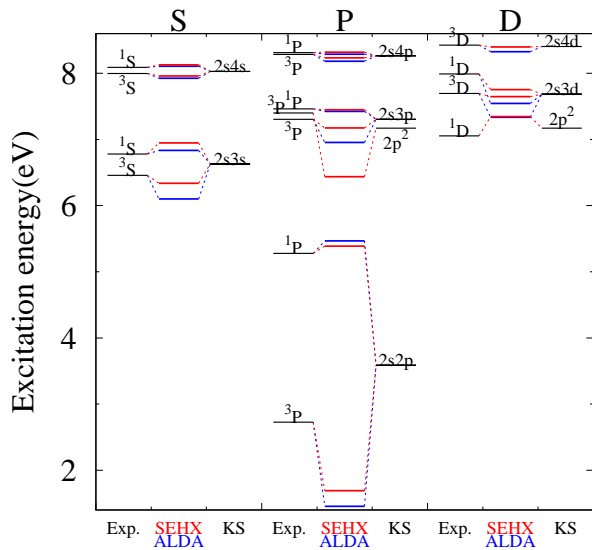 S P D
Excitation energy(eV)
8
6
4
2
¹S
³S
2s4s
¹S
³S
2s3s
¹P
³P
2s4p
³P ¹P
³P
2s3p
2p²
¹P
2s2p
³P
³D
2s4d
¹D
³D
2s3d
¹D
2p²
Exp. SEHX KS Exp. SEHX KS Exp. SEHX KS
ALDA ALDA ALDA